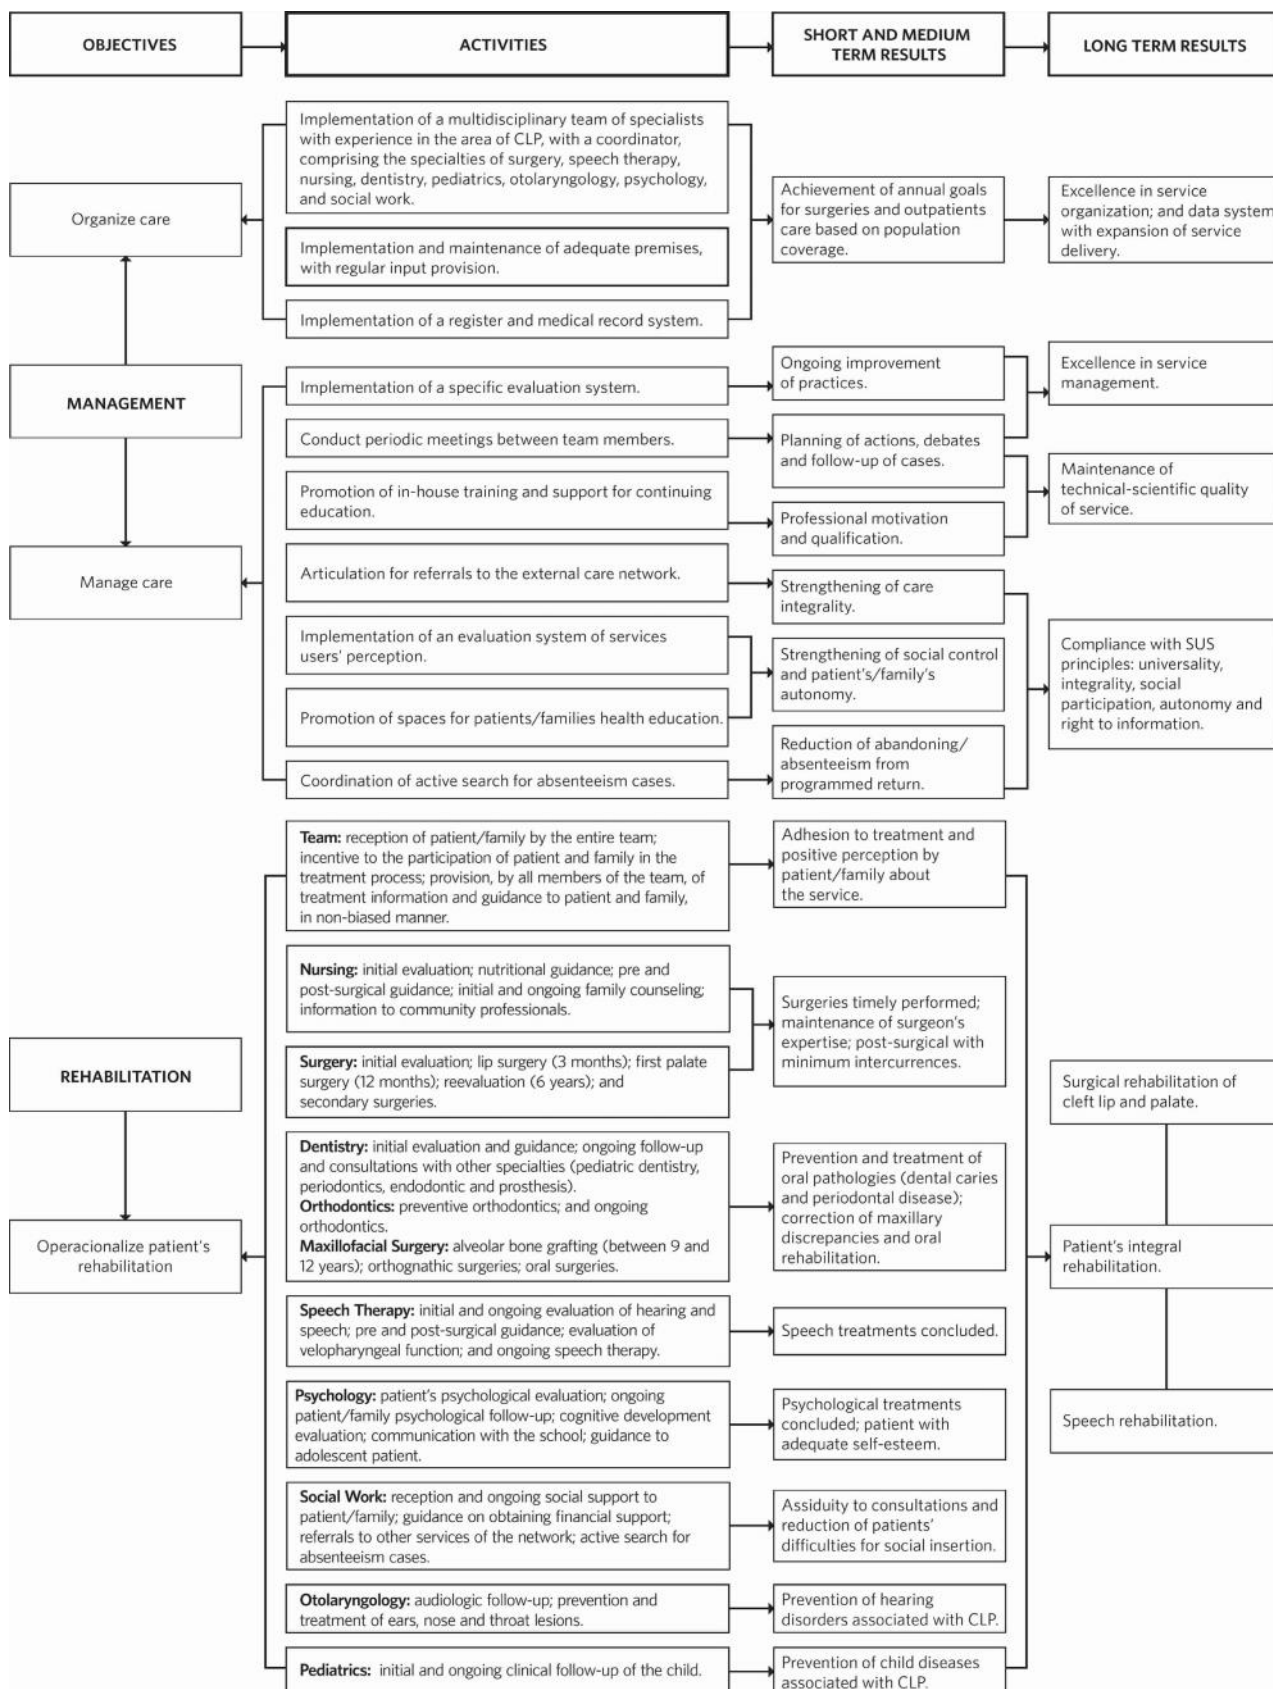 OBJECTIVES
ACTIVITIES
SHORT AND MEDIUM
TERM RESULTS
LONG TERM RESULTS
Organize care
Implementation of a multidisciplinary team of specialists
with experience in the area of CLP, with a coordinator,
comprising the specialties of surgery, speech therapy,
nursing, dentistry, pediatrics, otolaryngology, psychology,
and social work.
Implementation and maintenance of adequate premises,
with regular input provision.
Implementation of a register and medical record system.
Achievement of annual goals
for surgeries and outpatients
care based on population
coverage.
Excellence in service
organization; and data system
with expansion of service
delivery.
MANAGEMENT
Manage care
Implementation of a specific evaluation system.
Conduct periodic meetings between team members.
Promotion of in-house training and support for continuing
education.
Articulation for referrals to the external care network.
Implementation of an evaluation system of services
users' perception.
Promotion of spaces for patients/families health education.
Coordination of active search for absenteeism cases.
Ongoing improvement
of practices.
Planning of actions, debates
and follow-up of cases.
Professional motivation
and qualification.
Strengthening of care
integrality.
Strengthening of social control
and patient's/family's
autonomy.
Reduction of abandoning/
absenteeism from
programmed return.
Excellence in service
management.
Maintenance of
technical-scientific quality
of service.
Compliance with SUS
principles: universality,
integrality, social
participation, autonomy and
right to information.
REHABILITATION
Operacionalize patient's
rehabilitation
Team: reception of patient/family by the entire team;
incentive to the participation of patient and family in the
treatment process; provision, by all members of the team, of
treatment information and guidance to patient and family,
in non-biased manner.
Nursing: initial evaluation; nutritional guidance; pre and
post-surgical guidance; initial and ongoing family counseling;
information to community professionals.
Surgery: initial evaluation; lip surgery (3 months); first palate
surgery (12 months); reevaluation (6 years); and
secondary surgeries.
Dentistry: initial evaluation and guidance; ongoing follow-up
and consultations with other specialties (pediatric dentistry,
periodontics, endodontic and prosthesis).
Orthodontics: preventive orthodontics; and ongoing
orthodontics.
Maxillofacial Surgery: alveolar bone grafting (between 9 and
12 years); orthognathic surgeries; oral surgeries.
Speech Therapy: initial and ongoing evaluation of hearing and
speech; pre and post-surgical guidance; evaluation of
velopharyngeal function; and ongoing speech therapy.
Psychology: patient's psychological evaluation; ongoing
patient/family psychological follow-up; cognitive development
evaluation; communication with the school; guidance to
adolescent patient.
Social Work: reception and ongoing social support to
patient/family; guidance on obtaining financial support;
referrals to other services of the network; active search for
absenteeism cases.
Otolaryngology: audiologic follow-up; prevention and
treatment of ears, nose and throat lesions.
Pediatrics: initial and ongoing clinical follow-up of the child.
Adhesion to treatment and
positive perception by
patient/family about
the service.
Surgeries timely performed;
maintenance of surgeon's
expertise; post-surgical with
minimum intercurrences.
Prevention and treatment of
oral pathologies (dental caries
and periodontal disease);
correction of maxillary
discrepancies and oral
rehabilitation.
Speech treatments concluded.
Psychological treatments
concluded; patient with
adequate self-esteem.
Assiduity to consultations and
reduction of patients'
difficulties for social insertion.
Prevention of hearing
disorders associated with CLP.
Prevention of child diseases
associated with CLP.
Surgical rehabilitation of
cleft lip and palate.
Patient's integral
rehabilitation.
Speech rehabilitation.